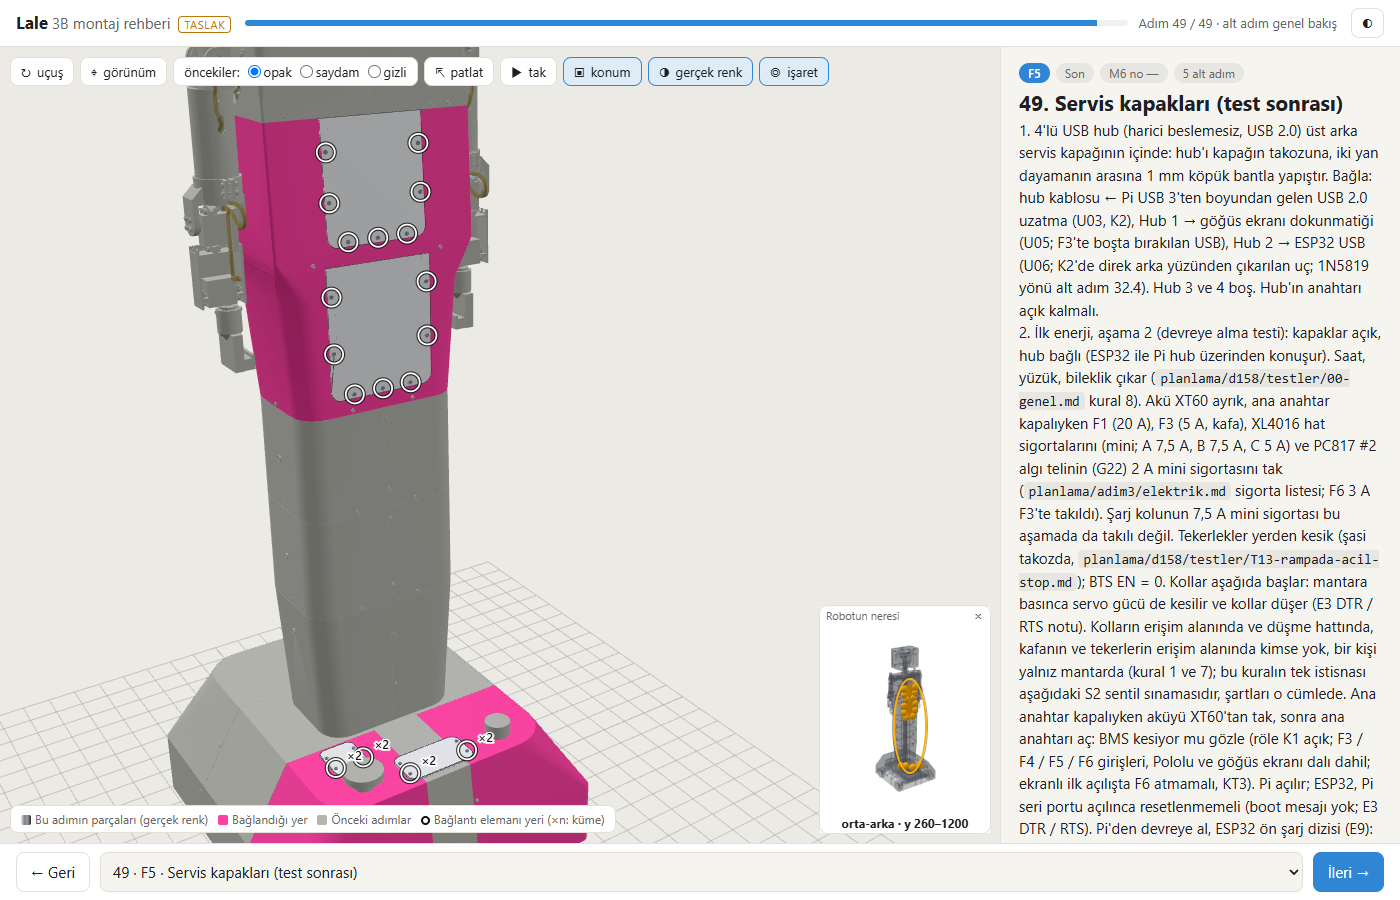 Lale 3B montaj rehberi TASLAK
Adım 49 / 49 · alt adım genel bakış
↻ uçuş
⌖ görünüm
öncekiler: opak saydam gizli
⇱ patlat
▶ tak
▣ konum
◑ gerçek renk
◎ işaret
×2
×2
×2
×2
Bu adımın parçaları (gerçek renk) Bağlandığı yer Önceki adımlar Bağlantı elemanı yeri (×n: küme)
Robotun neresi ×
orta-arka · y 260–1200
F5 Son M6 no — 5 alt adım
49. Servis kapakları (test sonrası)
1. 4'lü USB hub (harici beslemesiz, USB 2.0) üst arka
servis kapağının içinde: hub'ı kapağın takozuna, iki yan
dayamanın arasına 1 mm köpük bantla yapıştır. Bağla:
hub kablosu ← Pi USB 3'ten boyundan gelen USB 2.0
uzatma (U03, K2), Hub 1 → göğüs ekranı dokunmatiği
(U05; F3'te boşta bırakılan USB), Hub 2 → ESP32 USB
(U06; K2'de direk arka yüzünden çıkarılan uç; 1N5819
yönü alt adım 32.4). Hub 3 ve 4 boş. Hub'ın anahtarı
açık kalmalı.
2. İlk enerji, aşama 2 (devreye alma testi): kapaklar açık,
hub bağlı (ESP32 ile Pi hub üzerinden konuşur). Saat,
yüzük, bileklik çıkar ( planlama/d158/testler/00-
genel.md kural 8). Akü XT60 ayrık, ana anahtar
kapalıyken F1 (20 A), F3 (5 A, kafa), XL4016 hat
sigortalarını (mini; A 7,5 A, B 7,5 A, C 5 A) ve PC817 #2
algı telinin (G22) 2 A mini sigortasını tak
( planlama/adim3/elektrik.md sigorta listesi; F6 3 A
F3'te takıldı). Şarj kolunun 7,5 A mini sigortası bu
aşamada da takılı değil. Tekerlekler yerden kesik (şasi
takozda, planlama/d158/testler/T13-rampada-acil-
stop.md ); BTS EN = 0. Kollar aşağıda başlar: mantara
basınca servo gücü de kesilir ve kollar düşer (E3 DTR /
RTS notu). Kolların erişim alanında ve düşme hattında,
kafanın ve tekerlerin erişim alanında kimse yok, bir kişi
yalnız mantarda (kural 1 ve 7); bu kuralın tek istisnası
aşağıdaki S2 sentil sınamasıdır, şartları o cümlede. Ana
anahtar kapalıyken aküyü XT60'tan tak, sonra ana
anahtarı aç: BMS kesiyor mu gözle (röle K1 açık; F3 /
F4 / F5 / F6 girişleri, Pololu ve göğüs ekranı dalı dahil;
ekranlı ilk açılışta F6 atmamalı, KT3). Pi açılır; ESP32, Pi
seri portu açılınca resetlenmemeli (boot mesajı yok; E3
DTR / RTS). Pi'den devreye al, ESP32 ön şarj dizisi (E9):
← Geri
49 · F5 · Servis kapakları (test sonrası)
İleri →